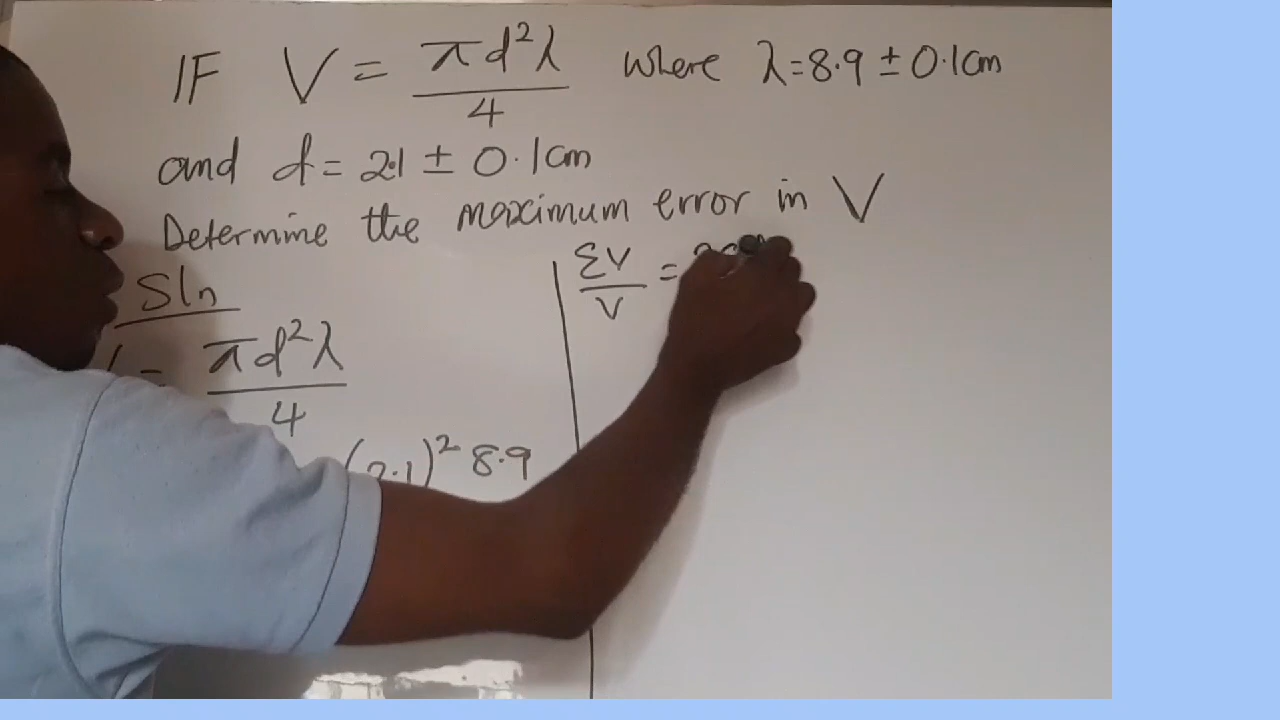 IF V = πd²λ/4 where λ=8.9 ± 0.1cm
and d = 2.1 ± 0.1cm
Determine the maximum error in V
Sln
= πd²λ/4
(2.1)² 8.9
ΣV/V =